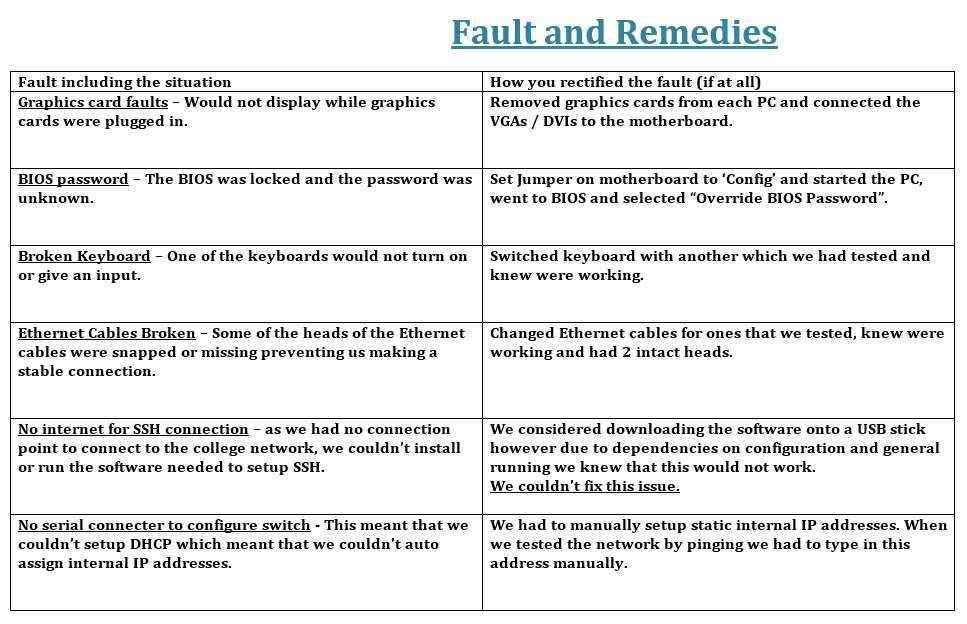 Fault and Remedies
Fault including the situation
How you rectified the fault (if at all)
Graphics card faults – Would not display while graphics
cards were plugged in.
Removed graphics cards from each PC and connected the
VGAs / DVIs to the motherboard.
BIOS password – The BIOS was locked and the password was
unknown.
Set Jumper on motherboard to ‘Config’ and started the PC,
went to BIOS and selected “Override BIOS Password”.
Broken Keyboard – One of the keyboards would not turn on
or give an input.
Switched keyboard with another which we had tested and
knew were working.
Ethernet Cables Broken – Some of the heads of the Ethernet
cables were snapped or missing preventing us making a
stable connection.
Changed Ethernet cables for ones that we tested, knew were
working and had 2 intact heads.
No internet for SSH connection – as we had no connection
point to connect to the college network, we couldn’t install
or run the software needed to setup SSH.
We considered downloading the software onto a USB stick
however due to dependencies on configuration and general
running we knew that this would not work.
We couldn’t fix this issue.
No serial connecter to configure switch - This meant that we
couldn’t setup DHCP which meant that we couldn’t auto
assign internal IP addresses.
We had to manually setup static internal IP addresses. When
we tested the network by pinging we had to type in this
address manually.